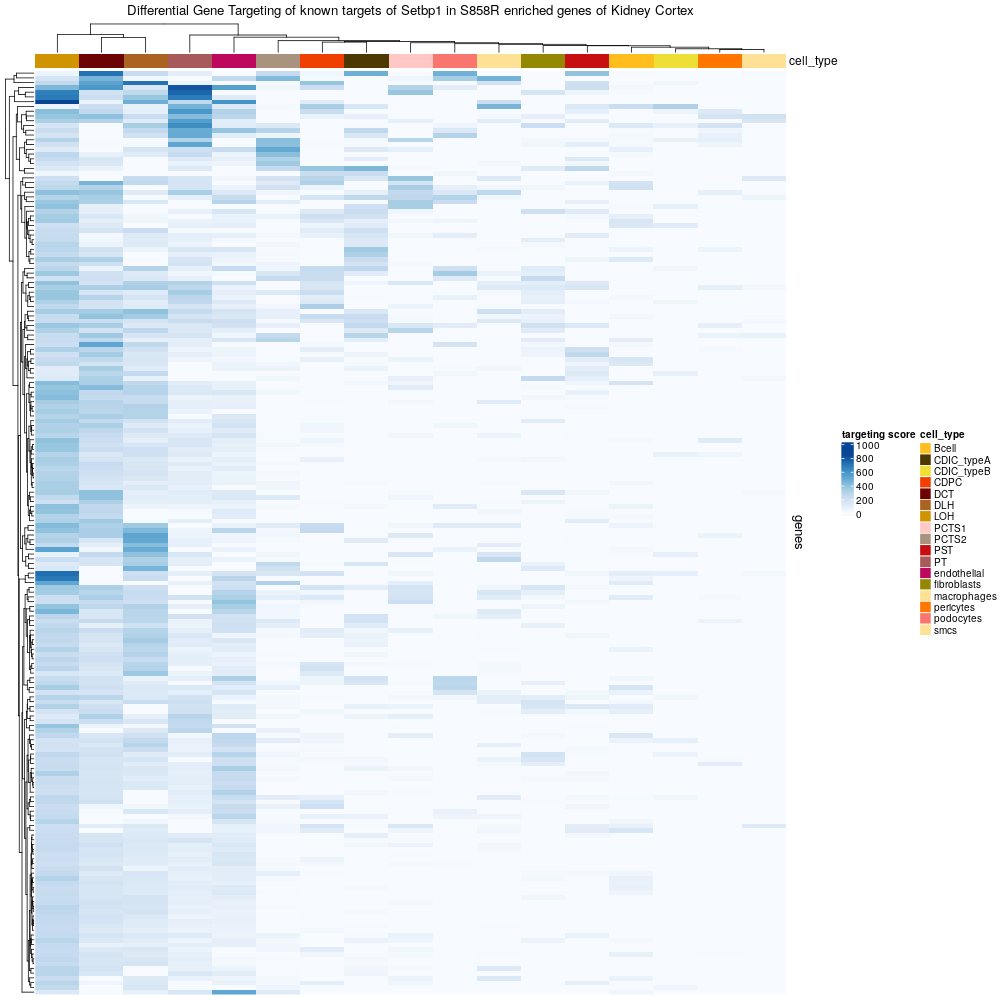 Differential Gene Targeting of known targets of Setbp1 in S858R enriched genes of Kidney Cortex
cell_type
genes
targeting score
1000
800
600
400
200
0
cell_type
Bcell
CDIC_typeA
CDIC_typeB
CDPC
DCT
DLH
LOH
PCTS1
PCTS2
PST
PT
endothelial
fibroblasts
macrophages
pericytes
podocytes
smcs